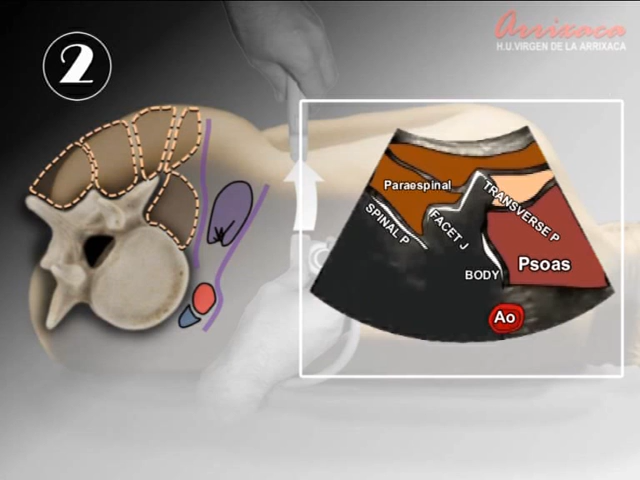 2
Arrixaca
H.U.VIRGEN DE LA ARRIXACA
Paraespinal
SPINAL P
FACET J
TRANSVERSE P
BODY
Psoas
Ao